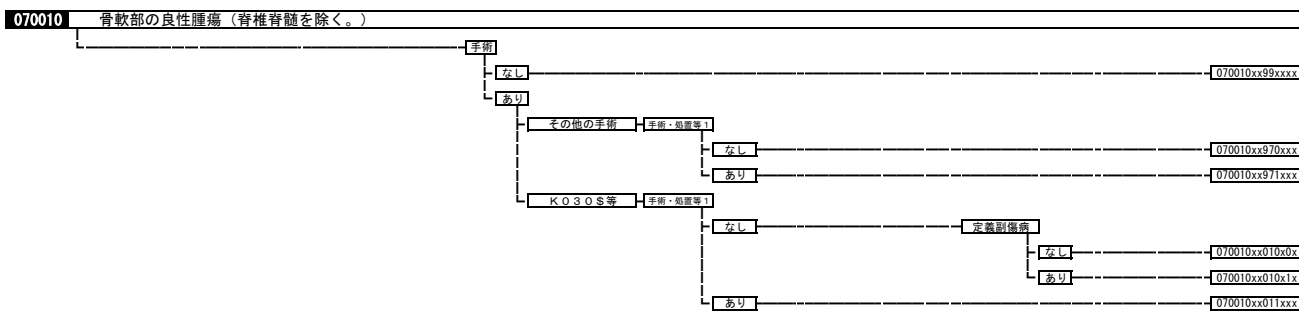 070010 骨軟部の良性腫瘍（脊椎脊髄を除く。）
手術
なし 070010xx99xxxx
あり
その他の手術 手術・処置等１
なし 070010xx970xxx
あり 070010xx971xxx
Ｋ０３０＄等 手術・処置等１
なし 定義副傷病
なし 070010xx010x0x
あり 070010xx010x1x
あり 070010xx011xxx